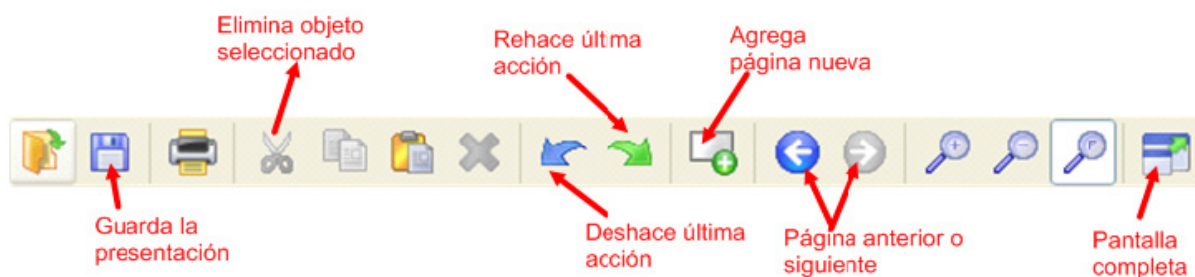 Elimina objeto
seleccionado
Rehace última
acción
Agrega
página nueva
Guarda la
presentación
Deshace última
acción
Página anterior o
siguiente
Pantalla
completa